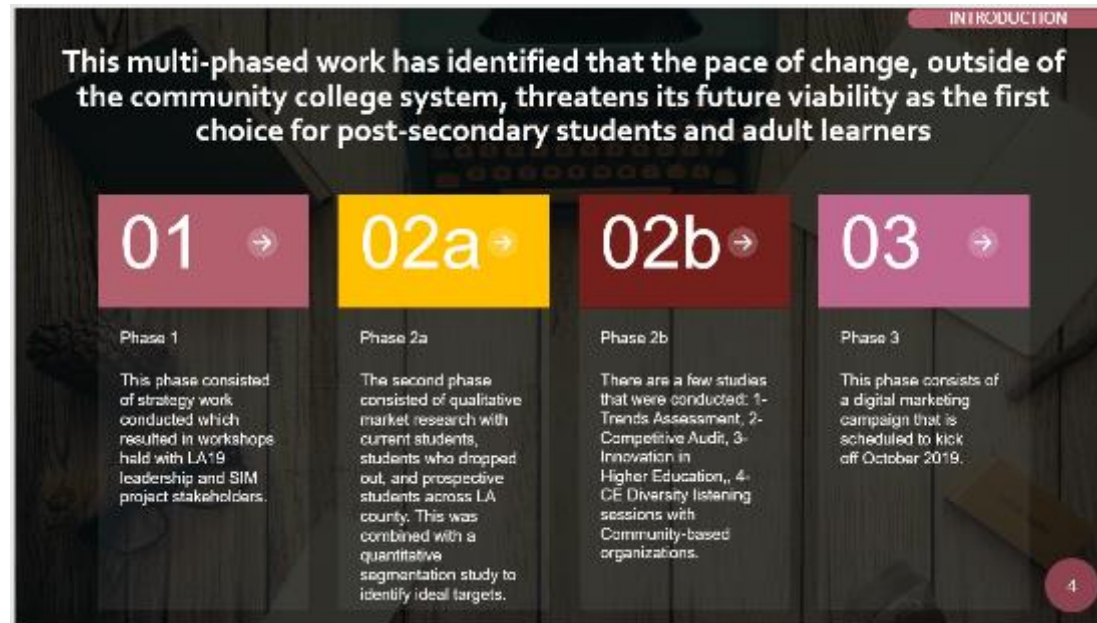 INTRODUCTION
This multi-phased work has identified that the pace of change, outside of
the community college system, threatens its future viability as the first
choice for post-secondary students and adult learners
01
Phase 1
This phase consisted
of strategy work
conducted which
resulted in workshops
held with LA19
leadership and SIM
project stakeholders.
02a
Phase 2a
The second phase
consisted of qualitative
market research with
current students,
students who dropped
out, and prospective
students across LA
county. This was
combined with a
quantitative
segmentation study to
identify ideal targets.
02b
Phase 2b
There are a few studies
that were conducted: 1-
Trends Assessment, 2-
Competitive Audit, 3-
Innovation in
Higher Education,, 4-
CE Diversity listening
sessions with
Community-based
organizations.
03
Phase 3
This phase consists of
a digital marketing
campaign that is
scheduled to kick
off October 2019.
4